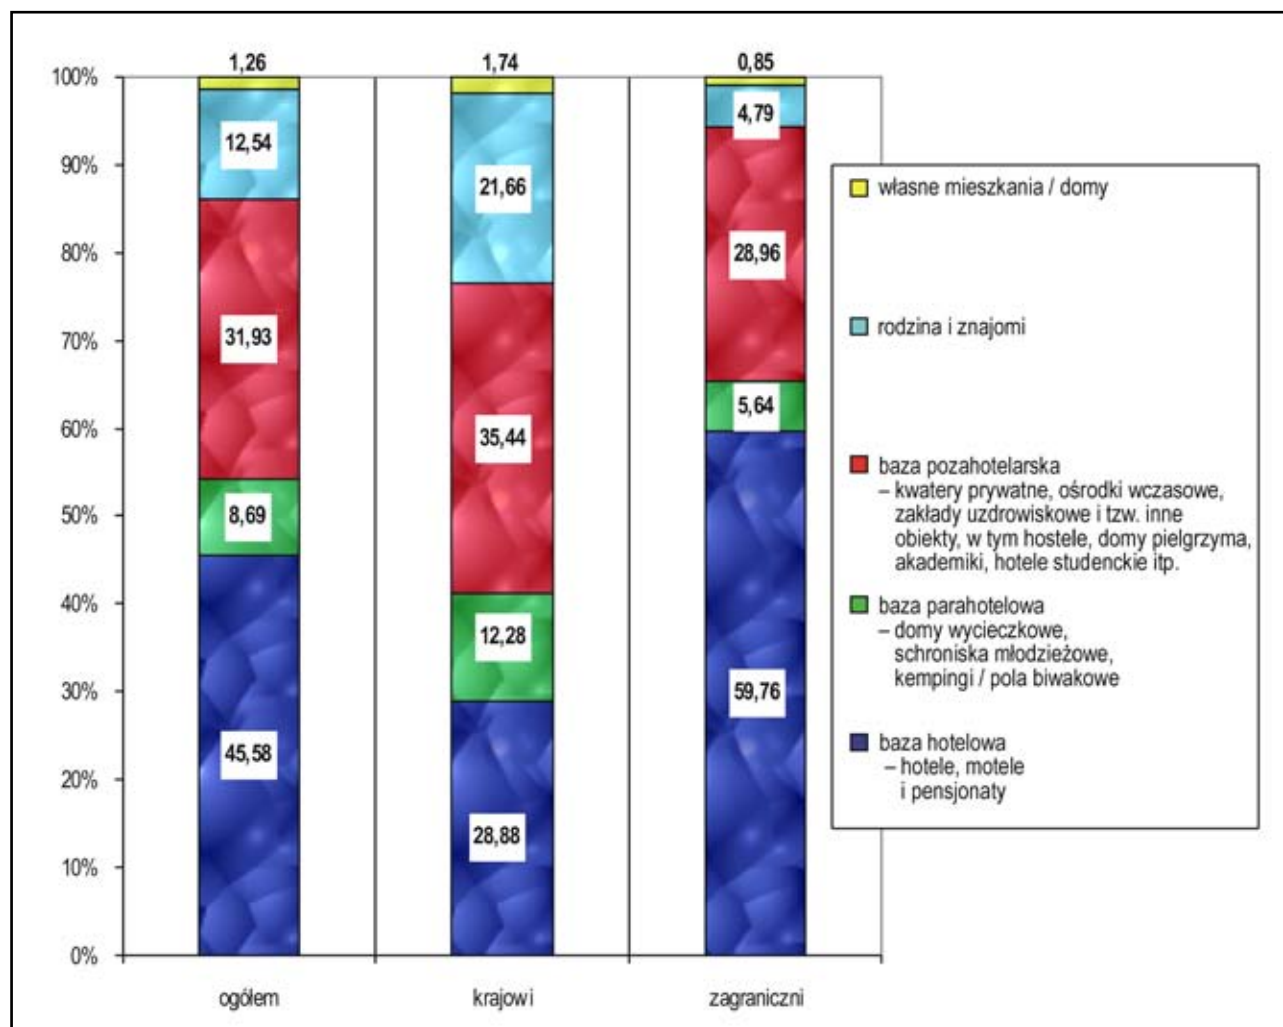 1,26
1,74
0,85
100%
90%
80%
70%
60%
50%
40%
30%
20%
10%
0%
12,54
31,93
8,69
45,58
21,66
35,44
12,28
28,88
4,79
28,96
5,64
59,76
ogółem
krajowi
zagraniczni
własne mieszkania / domy
rodzina i znajomi
baza pozahotelarska
– kwatery prywatne, ośrodki wczasowe,
zakłady uzdrowiskowe i tzw. inne
obiekty, w tym hostele, domy pielgrzyma,
akademiki, hotele studenckie itp.
baza parahotelowa
– domy wycieczkowe,
schroniska młodzieżowe,
kempingi / pola biwakowe
baza hotelowa
– hotele, motele
i pensjonaty